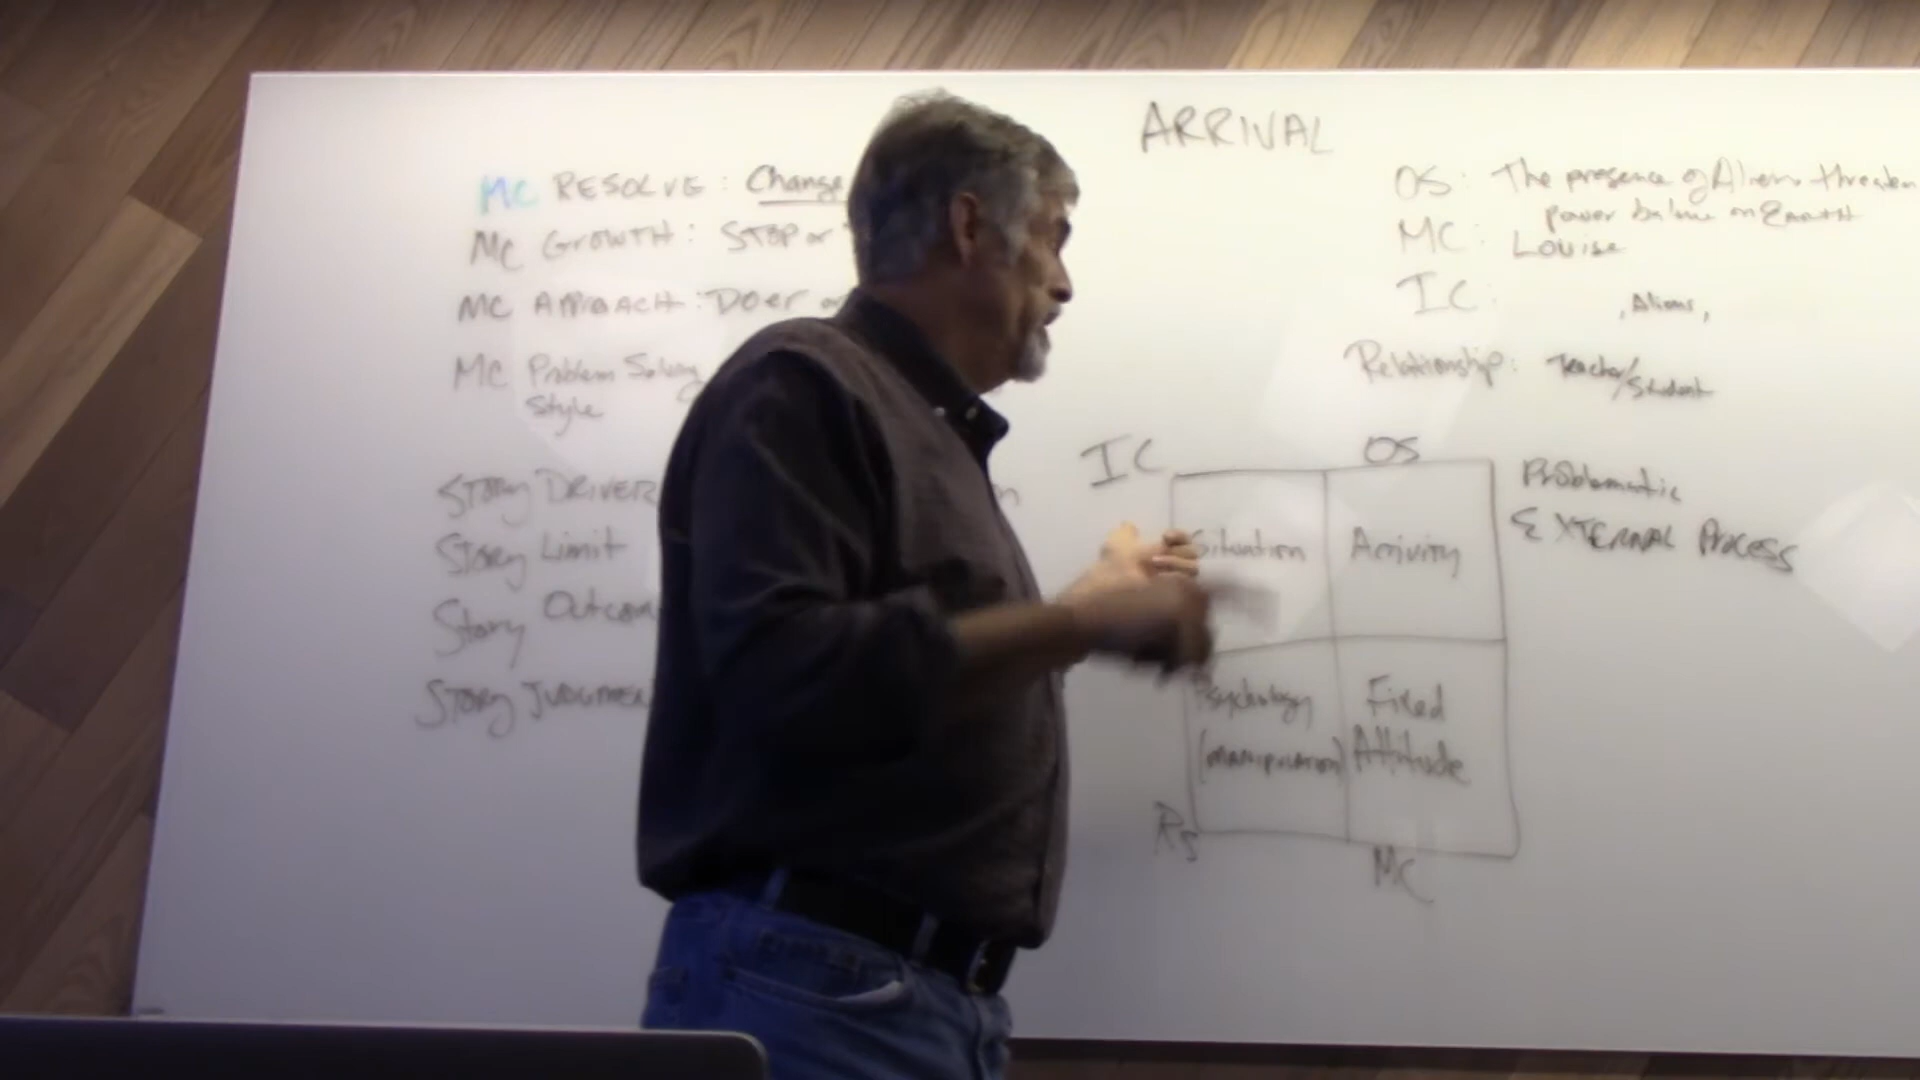 ARRIVAL
MC RESOLVE: Change
MC GROWTH: STOP or
MC APPROACH: DOer or
MC Problem Solving
Style
STORY DRIVER
STORY Limit
Story Outcom
STORY JUDGMEN
OS: The presence of Aliens threaten
power balance on EARTH
MC: Louise
IC: , Aliens,
Relationship: Teacher/Student
IC OS
Situation Activity
Problematic
EXTERNAL PROCESS
Psychology Fixed
(manipulation) Attitude
RS MC